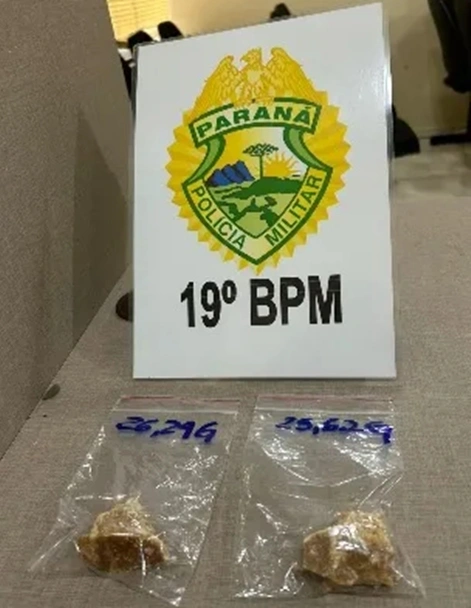 PARANÁ
POLÍCIA MILITAR
19º BPM
26,29G
25,62G